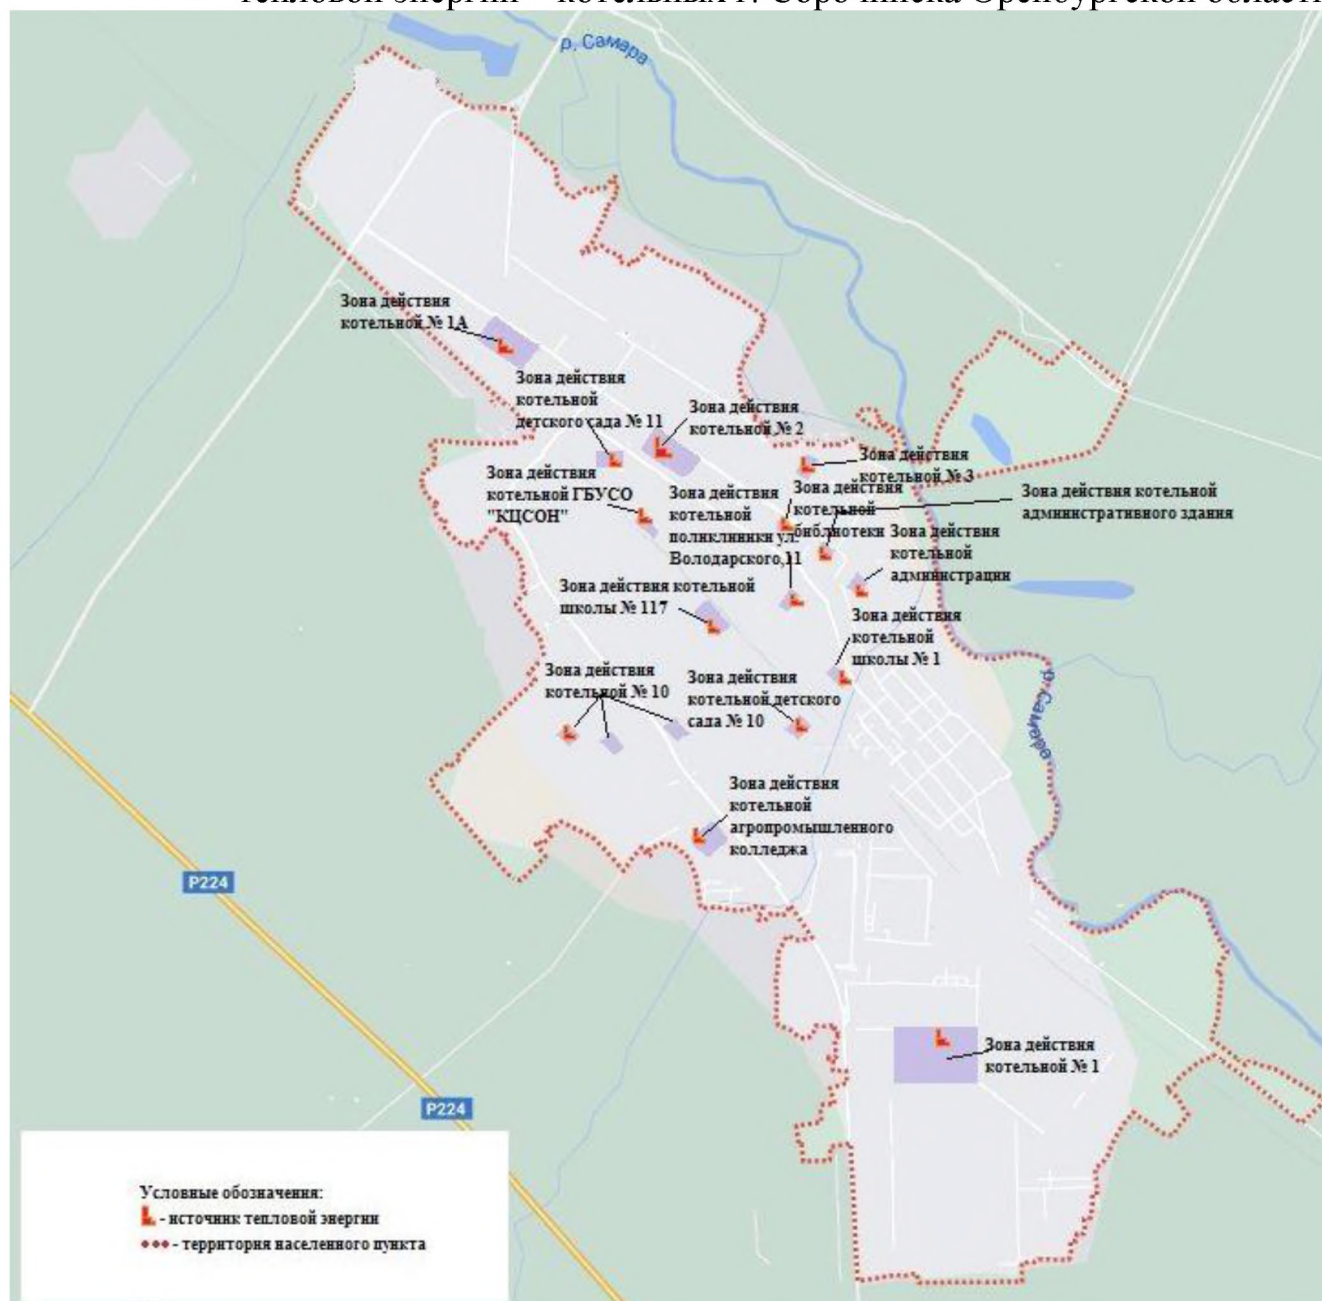 тепловой энергии – котельных г. Сорочинска Оренбургской области
р. Самара
Зона действия
котельной № 1А
Зона действия
котельной
детского сада № 11
Зона действия
котельной № 2
Зона действия
котельной № 3
Зона действия
котельной ГБУСО
"КЦСОН"
Зона действия
котельной
поликлиники ул.
Володарского,11
Зона действия
котельной
библиотеки
Зона действия котельной
административного здания
Зона действия
котельной
администрации
Зона действия котельной
школы № 117
Зона действия
котельной
школы № 1
Зона действия
котельной № 10
Зона действия
котельной детского
сада № 10
р. Самара
Зона действия
котельной
агропромышленного
колледжа
Р224
Зона действия
котельной № 1
Р224
Условные обозначения:
- источник тепловой энергии
- территория населенного пункта